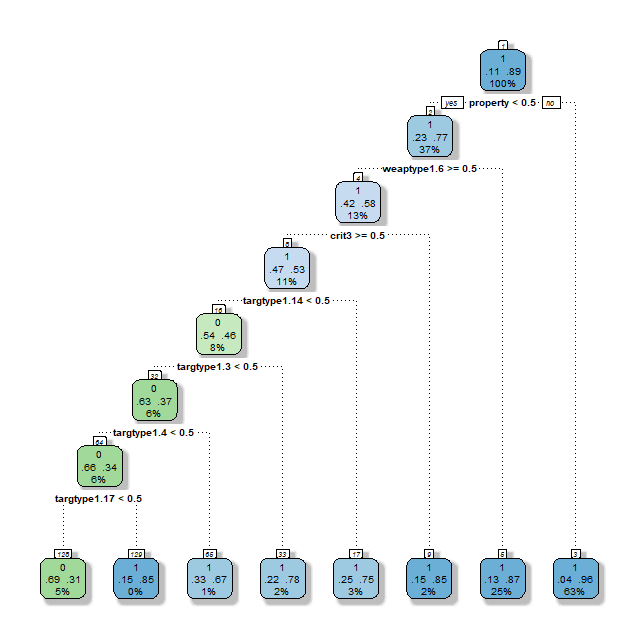 1
1
.11 .89
100%
yes property < 0.5 no
2
1
.23 .77
37%
weaptype1.6 >= 0.5
4
1
.42 .58
13%
crit3 >= 0.5
8
1
.47 .53
11%
targtype1.14 < 0.5
16
0
.54 .46
8%
targtype1.3 < 0.5
32
0
.63 .37
6%
targtype1.4 < 0.5
64
0
.66 .34
6%
targtype1.17 < 0.5
128 129 65 33 17 9 5 3
0 1 1 1 1 1 1 1
.69 .31 .15 .85 .33 .67 .22 .78 .25 .75 .15 .85 .13 .87 .04 .96
5% 0% 1% 2% 3% 2% 25% 63%